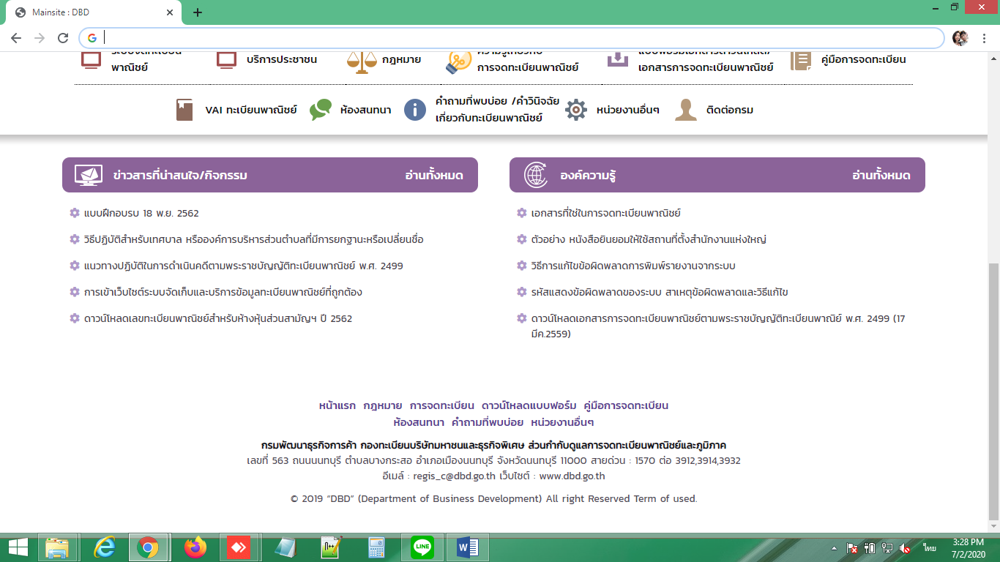 Mainsite : DBD
ระบบจดทะเบียน
พาณิชย์
บริการประชาชน
กฎหมาย
ความรู้เกี่ยวกับ
การจดทะเบียนพาณิชย์
แบบฟอร์มเอกสารดาวน์โหลด/
เอกสารการจดทะเบียนพาณิชย์
คู่มือการจดทะเบียน
VAI ทะเบียนพาณิชย์
ห้องสนทนา
คำถามที่พบบ่อย /คำวินิจฉัย
เกี่ยวกับทะเบียนพาณิชย์
หน่วยงานอื่นๆ
ติดต่อกรม
ข่าวสารที่น่าสนใจ/กิจกรรม อ่านทั้งหมด
แบบฝึกอบรบ 18 พ.ย. 2562
วิธีปฏิบัติสำหรับเทศบาล หรือองค์การบริหารส่วนตำบลที่มีการยกฐานะหรือเปลี่ยนชื่อ
แนวทางปฏิบัติในการดำเนินคดีตามพระราชบัญญัติทะเบียนพาณิชย์ พ.ศ. 2499
การเข้าเว็บไซต์ระบบจัดเก็บและบริการข้อมูลทะเบียนพาณิชย์ที่ถูกต้อง
ดาวน์โหลดเลขทะเบียนพาณิชย์สำหรับห้างหุ้นส่วนสามัญฯ ปี 2562
องค์ความรู้ อ่านทั้งหมด
เอกสารที่ใช้ในการจดทะเบียนพาณิชย์
ตัวอย่าง หนังสือยินยอมให้ใช้สถานที่ตั้งสำนักงานแห่งใหญ่
วิธีการแก้ไขข้อผิดพลาดการพิมพ์รายงานจากระบบ
รหัสแสดงข้อผิดพลาดของระบบ สาเหตุข้อผิดพลาดและวิธีแก้ไข
ดาวน์โหลดเอกสารการจดทะเบียนพาณิชย์ตามพระราชบัญญัติทะเบียนพาณิย์ พ.ศ. 2499 (17
มีค.2559)
หน้าแรก กฎหมาย การจดทะเบียน ดาวน์โหลดแบบฟอร์ม คู่มือการจดทะเบียน
ห้องสนทนา คำถามที่พบบ่อย หน่วยงานอื่นๆ
กรมพัฒนาธุรกิจการค้า กองทะเบียนบริษัทมหาชนและธุรกิจพิเศษ ส่วนกำกับดูแลการจดทะเบียนพาณิชย์และภูมิภาค
เลขที่ 563 ถนนนนทบุรี ตำบลบางกระสอ อำเภอเมืองนนทบุรี จังหวัดนนทบุรี 11000 สายด่วน : 1570 ต่อ 3912,3914,3932
อีเมล์ : regis_c@dbd.go.th เว็บไซต์ : www.dbd.go.th
© 2019 “DBD” (Department of Business Development) All right Reserved Term of used.
LINE
ไทย
3:28 PM
7/2/2020